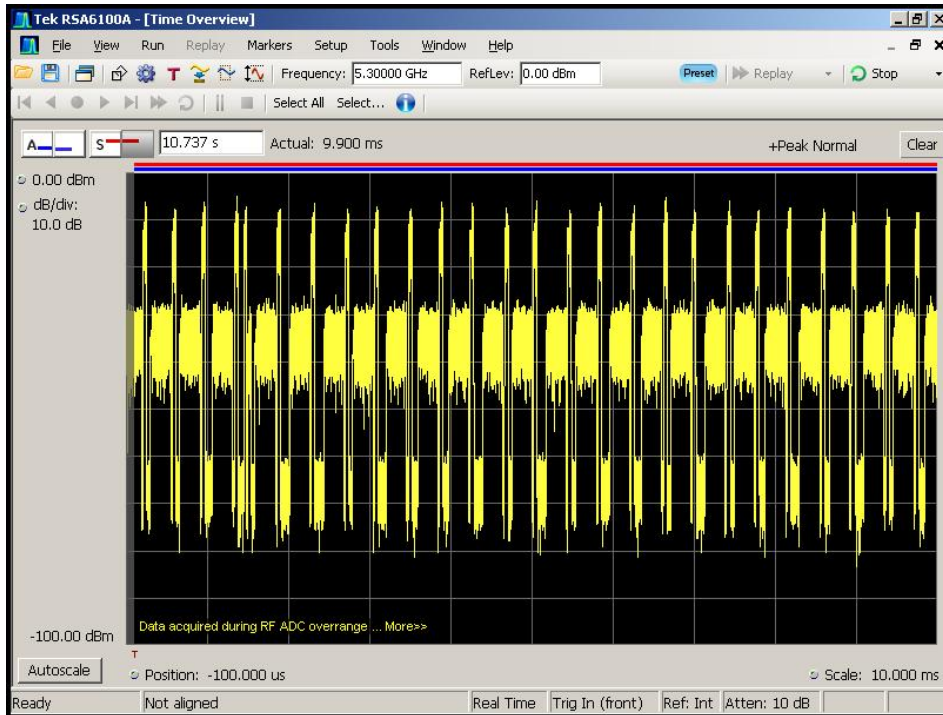 Tek RSA6100A - [Time Overview]
File View Run Replay Markers Setup Tools Window Help
T Frequency: 5.30000 GHz RefLev: 0.00 dBm Preset Replay Stop
Select All Select...
A S 10.737 s Actual: 9.900 ms +Peak Normal Clear
0.00 dBm
dB/div:
10.0 dB
Data acquired during RF ADC overrange ... More>>
-100.00 dBm
T
Autoscale Position: -100.000 us Scale: 10.000 ms
Ready Not aligned Real Time Trig In (front) Ref: Int Atten: 10 dB